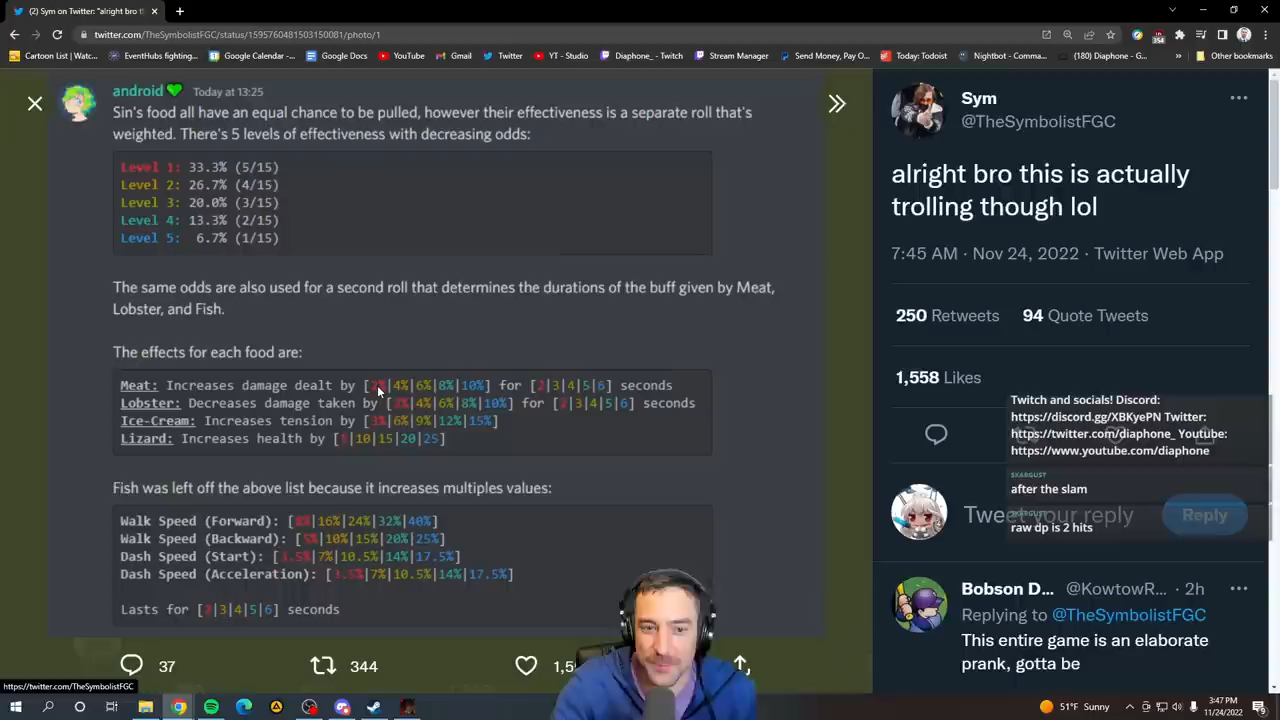 (2) Sym on Twitter: "alright bro th
twitter.com/TheSymbolistFGC/status/1595760481503150081/photo/1
Cartoon List | Watc...
EventHubs fighting...
Google Calendar -...
Google Docs
YouTube
Gmail
Twitter
YT - Studio
Diaphone_ - Twitch
Stream Manager
Send Money, Pay O...
Today: Todoist
Nightbot - Comma...
(180) Diaphone - G...
»
Other bookmarks
android
Today at 13:25
Sin's food all have an equal chance to be pulled, however their effectiveness is a separate roll that's
weighted. There's 5 levels of effectiveness with decreasing odds:
Level 1: 33.3% (5/15)
Level 2: 26.7% (4/15)
Level 3: 20.0% (3/15)
Level 4: 13.3% (2/15)
Level 5: 6.7% (1/15)
The same odds are also used for a second roll that determines the durations of the buff given by Meat,
Lobster, and Fish.
The effects for each food are:
Meat: Increases damage dealt by [2%|4%|6%|8%|10%] for [2|3|4|5|6] seconds
Lobster: Decreases damage taken by [2%|4%|6%|8%|10%] for [2|3|4|5|6] seconds
Ice-Cream: Increases tension by [3%|6%|9%|12%|15%]
Lizard: Increases health by [5|10|15|20|25]
Fish was left off the above list because it increases multiples values:
Walk Speed (Forward): [8%|16%|24%|32%|40%]
Walk Speed (Backward): [5%|10%|15%|20%|25%]
Dash Speed (Start): [3.5%|7%|10.5%|14%|17.5%]
Dash Speed (Acceleration): [3.5%|7%|10.5%|14%|17.5%]
Lasts for [2|3|4|5|6] seconds
37
344
https://twitter.com/TheSymbolistFGC
Sym
@TheSymbolistFGC
alright bro this is actually
trolling though lol
7:45 AM · Nov 24, 2022 · Twitter Web App
250 Retweets 94 Quote Tweets
1,558 Likes
Twitch and socials! Discord:
https://discord.gg/XBKyePN Twitter:
https://twitter.com/diaphone_ Youtube:
https://www.youtube.com/diaphone
after the slam
raw dp is 2 hits
Tweet your reply
Reply
Bobson D... @KowtowR... · 2h
Replying to @TheSymbolistFGC
This entire game is an elaborate
prank, gotta be
51°F Sunny
3:47 PM
11/24/2022